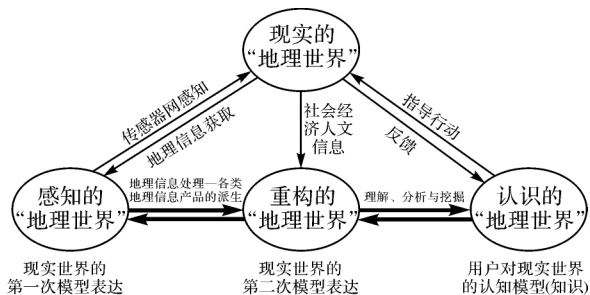 现实的
“地理世界”
传感器网感知
地理信息获取
社会经
济人文
信息
指导行动
反馈
感知的
“地理世界”
地理信息处理—各类
地理信息产品的派生
重构的
“地理世界”
理解、分析与挖掘
认识的
“地理世界”
现实世界的
第一次模型表达
现实世界的
第二次模型表达
用户对现实世界
的认知模型(知识)